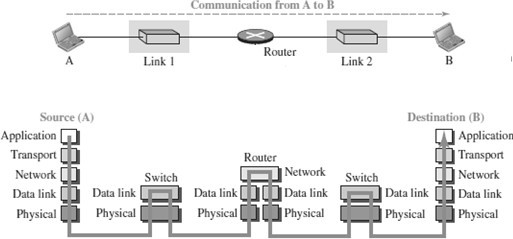 Communication from A to B
A
Link 1
Router
Link 2
B
Source (A)
Destination (B)
Application
Transport
Network
Data link
Physical
Switch
Data link
Physical
Router
Network
Data link
Data link
Physical
Physical
Switch
Data link
Physical
Application
Transport
Network
Data link
Physical